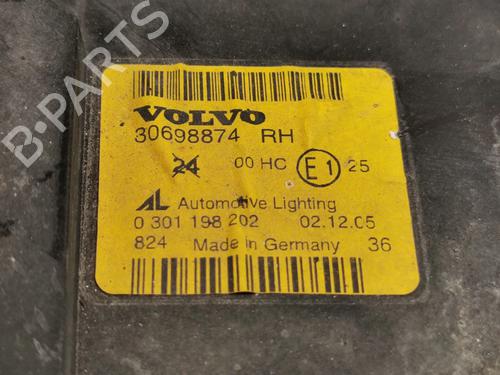 B-PARTS
VOLVO
30698874 RH
24 00 HC E1 25
AL Automotive Lighting
0 301 198 202 02.12.05
824 Made in Germany 36